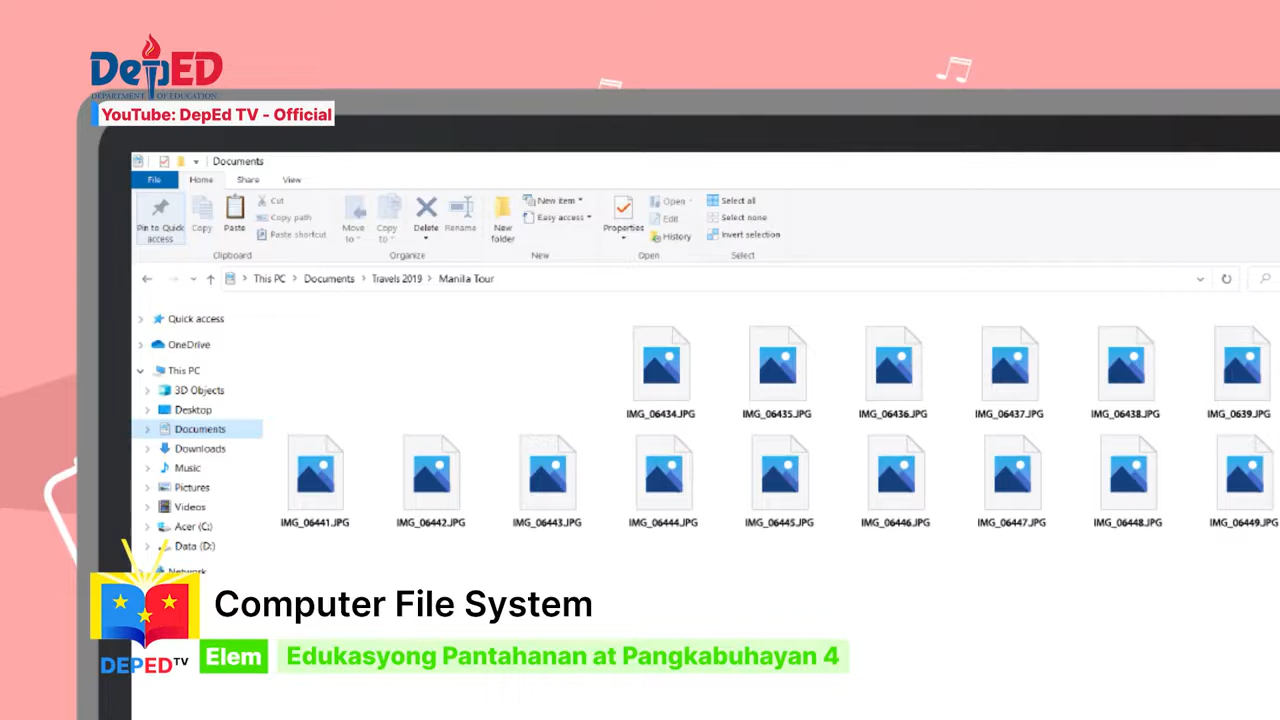 DepED
DEPARTMENT OF EDUCATION
YouTube: DepEd TV - Official
Documents
File Home Share View
Pin to Quick access
Copy
Paste
Cut
Copy path
Paste shortcut
Clipboard
Move to
Copy to
Delete
Rename
Organize
New folder
New item
Easy access
New
Properties
Open
Edit
History
Open
Select all
Select none
Invert selection
Select
This PC > Documents > Travels 2019 > Manila Tour
Quick access
OneDrive
This PC
3D Objects
Desktop
Documents
Downloads
Music
Pictures
Videos
Acer (C:)
Data (D:)
Network
IMG_06434.JPG IMG_06435.JPG IMG_06436.JPG IMG_06437.JPG IMG_06438.JPG IMG_0639.JPG
IMG_06441.JPG IMG_06442.JPG IMG_06443.JPG IMG_06444.JPG IMG_06445.JPG IMG_06446.JPG IMG_06447.JPG IMG_06448.JPG IMG_06449.JPG
Computer File System
DEPED TV
Elem Edukasyong Pantahanan at Pangkabuhayan 4